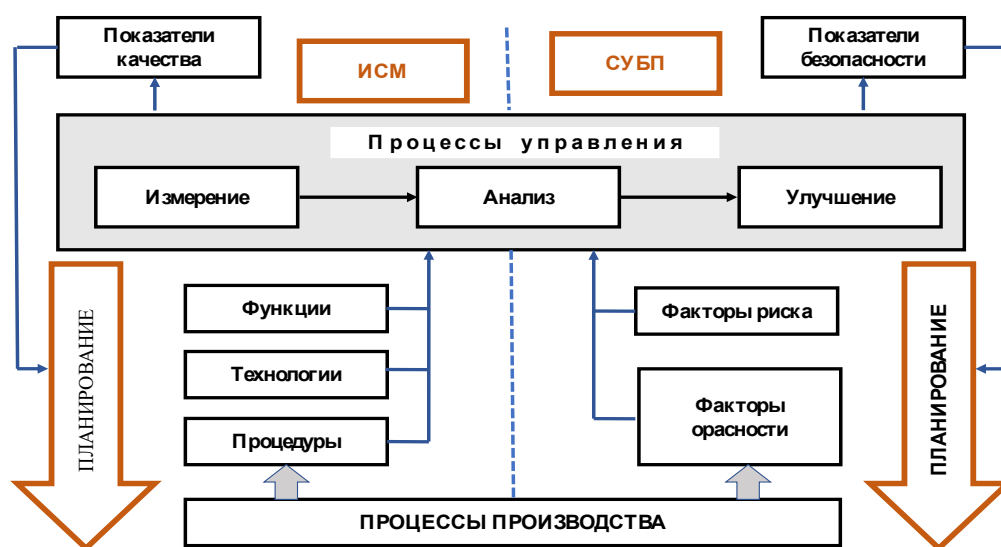 Показатели
качества
ИСМ
СУБП
Показатели
безопасности
Процессы управления
Измерение
Анализ
Улучшение
ПЛАНИРОВАНИЕ
Функции
Технологии
Процедуры
Факторы риска
Факторы
орасности
ПЛАНИРОВАНИЕ
ПРОЦЕССЫ ПРОИЗВОДСТВА